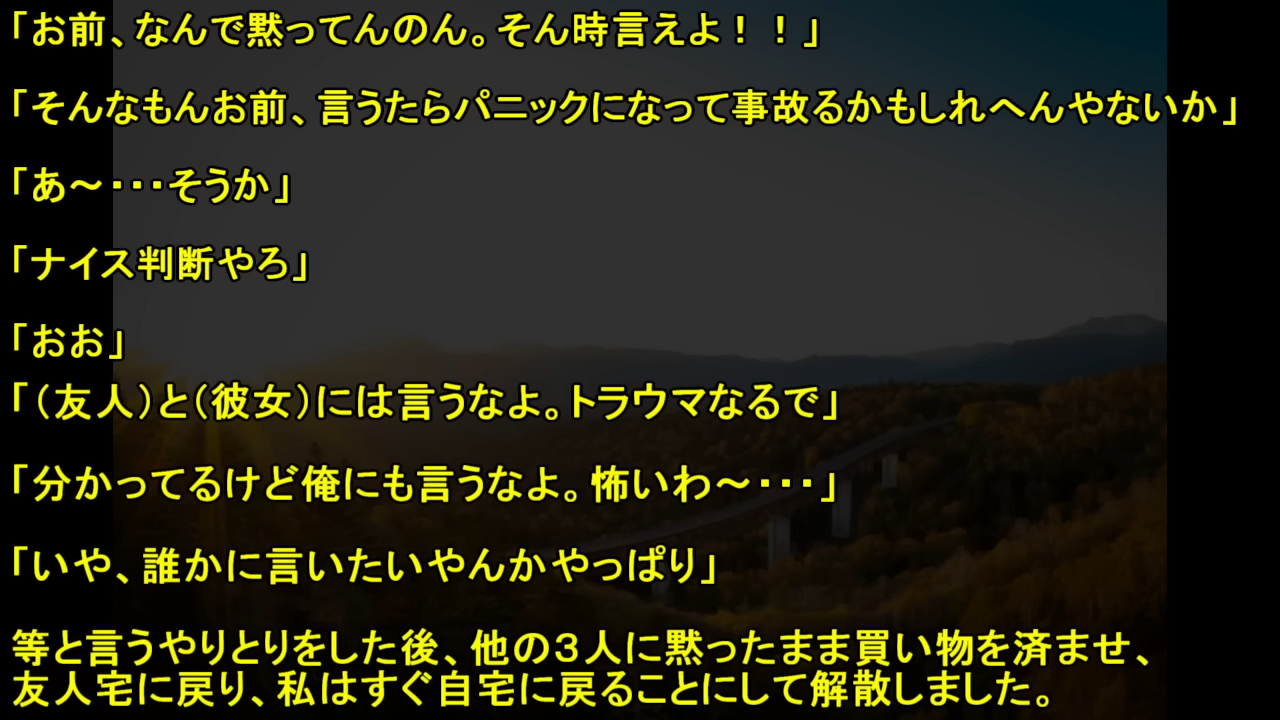 「お前、なんで黙ってんのん。そん時言えよ！！」
「そんなもんお前、言うたらパニックになって事故るかもしれへんやないか」
「あ～・・・そうか」
「ナイス判断やろ」
「おお」
「（友人）と（彼女）には言うなよ。トラウマなるで」
「分かってるけど俺にも言うなよ。怖いわ～・・・」
「いや、誰かに言いたいやんかやっぱり」
等と言うやりとりをした後、他の３人に黙ったまま買い物を済ませ、
友人宅に戻り、私はすぐ自宅に戻ることにして解散しました。